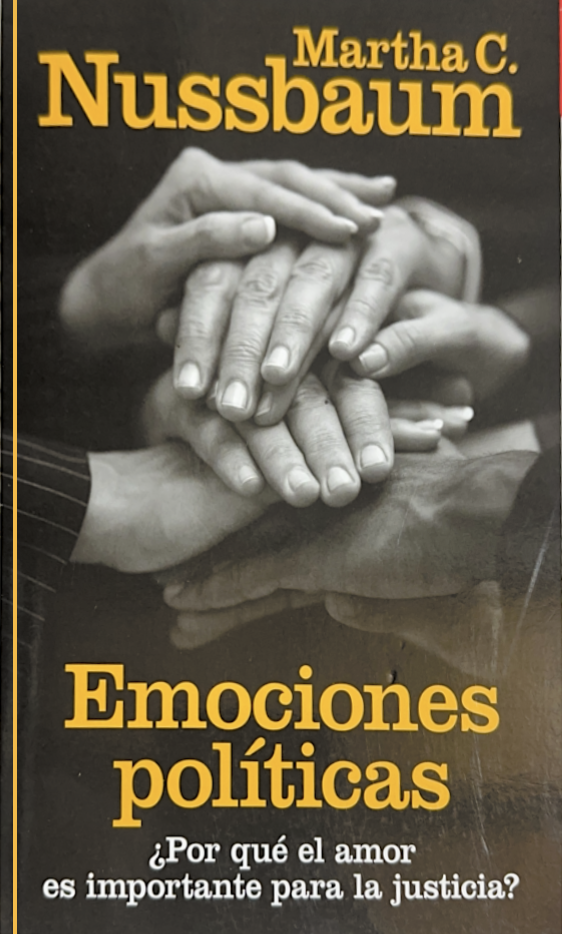 Martha C.
Nussbaum
Emociones
políticas
¿Por qué el amor
es importante para la justicia?